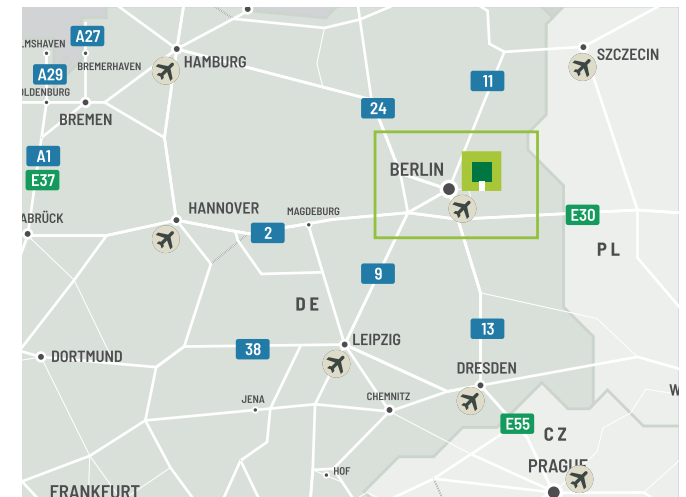 A27
LMSHAVEN
SZCZECIN
HAMBURG
BREMERHAVEN
A29
11
OLDENBURG
24
BREMEN
A1
BERLIN
E37
HANNOVER
MAGDEBURG
ABRÜCK
E30
2
PL
9
DE
13
LEIPZIG
38
DORTMUND
DRESDEN
CHEMNITZ
JENA
W
E55
CZ
PRAGUE
HOF
FRANKFURT